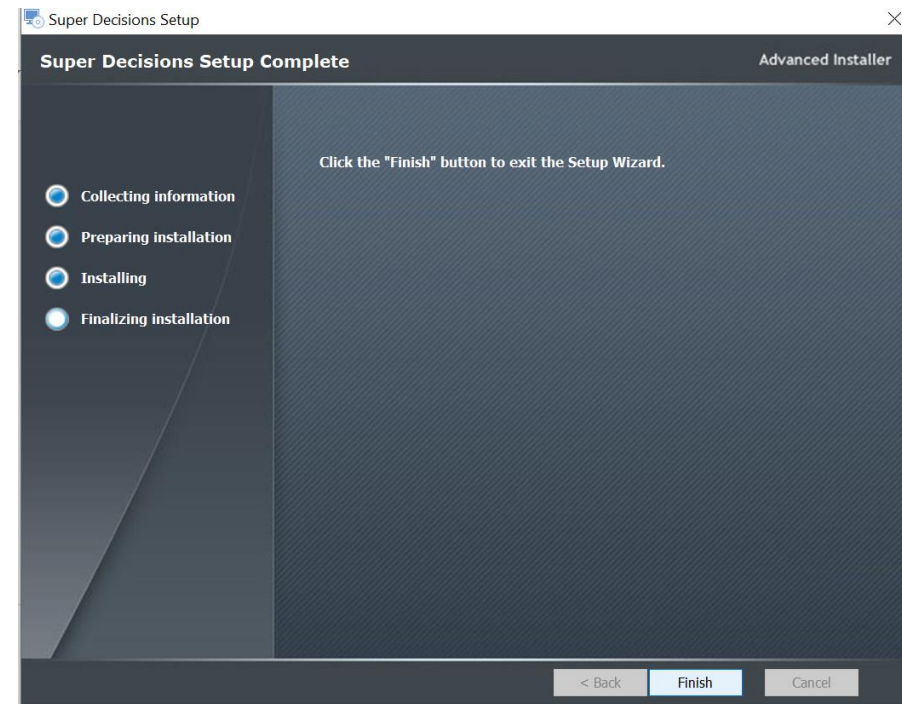 Super Decisions Setup
Super Decisions Setup Complete
Advanced Installer
Click the "Finish" button to exit the Setup Wizard.
Collecting information
Preparing installation
Installing
Finalizing installation
< Back
Finish
Cancel